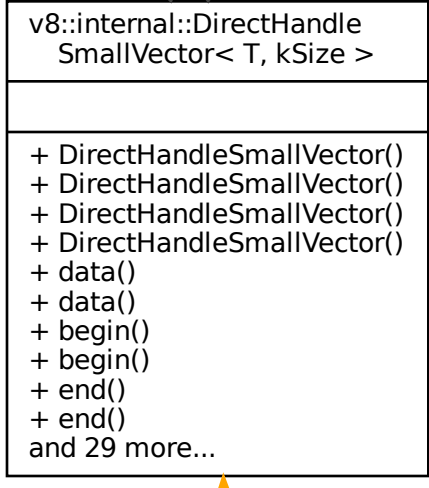 v8::internal::DirectHandle
SmallVector< T, kSize >
+ DirectHandleSmallVector()
+ DirectHandleSmallVector()
+ DirectHandleSmallVector()
+ DirectHandleSmallVector()
+ data()
+ data()
+ begin()
+ begin()
+ end()
+ end()
and 29 more...